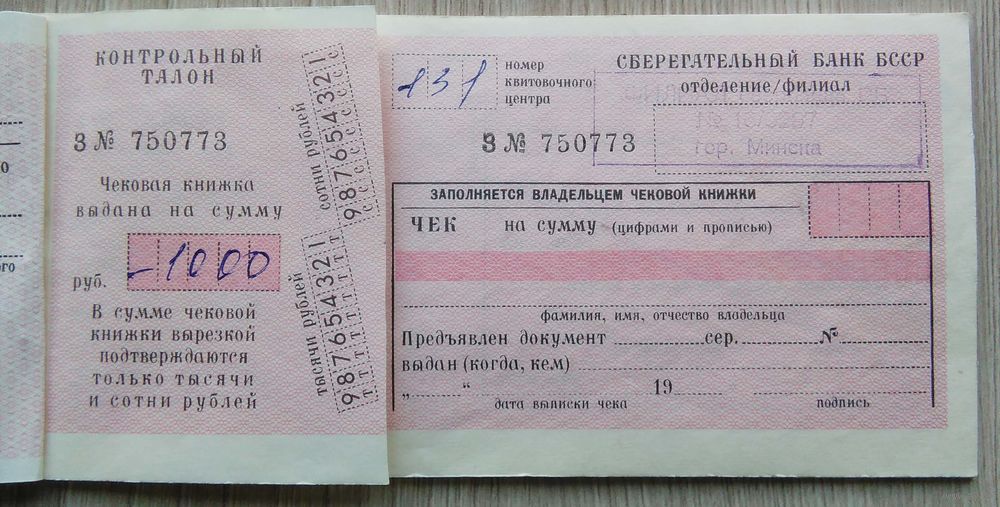 КОНТРОЛЬНЫЙ
ТАЛОН
З № 750773
Чековая книжка
выдана на сумму
руб. -1000
В сумме чековой
книжки вырезкой
подтверждаются
только тысячи
и сотни рублей
сотни рублей
987654321
ССССССССС
тысячи рублей
987654321
ТТТТТТТТТ
131
номер
квитовочного
центра
СБЕРЕГАТЕЛЬНЫЙ БАНК БССР
отделение/филиал
гор. Минска
З № 750773
ЗАПОЛНЯЕТСЯ ВЛАДЕЛЬЦЕМ ЧЕКОВОЙ КНИЖКИ
ЧЕК на сумму (цифрами и прописью)
фамилия, имя, отчество владельца
Предъявлен документ сер. №
выдан (когда, кем)
„ “ 19
дата выписки чека подпись